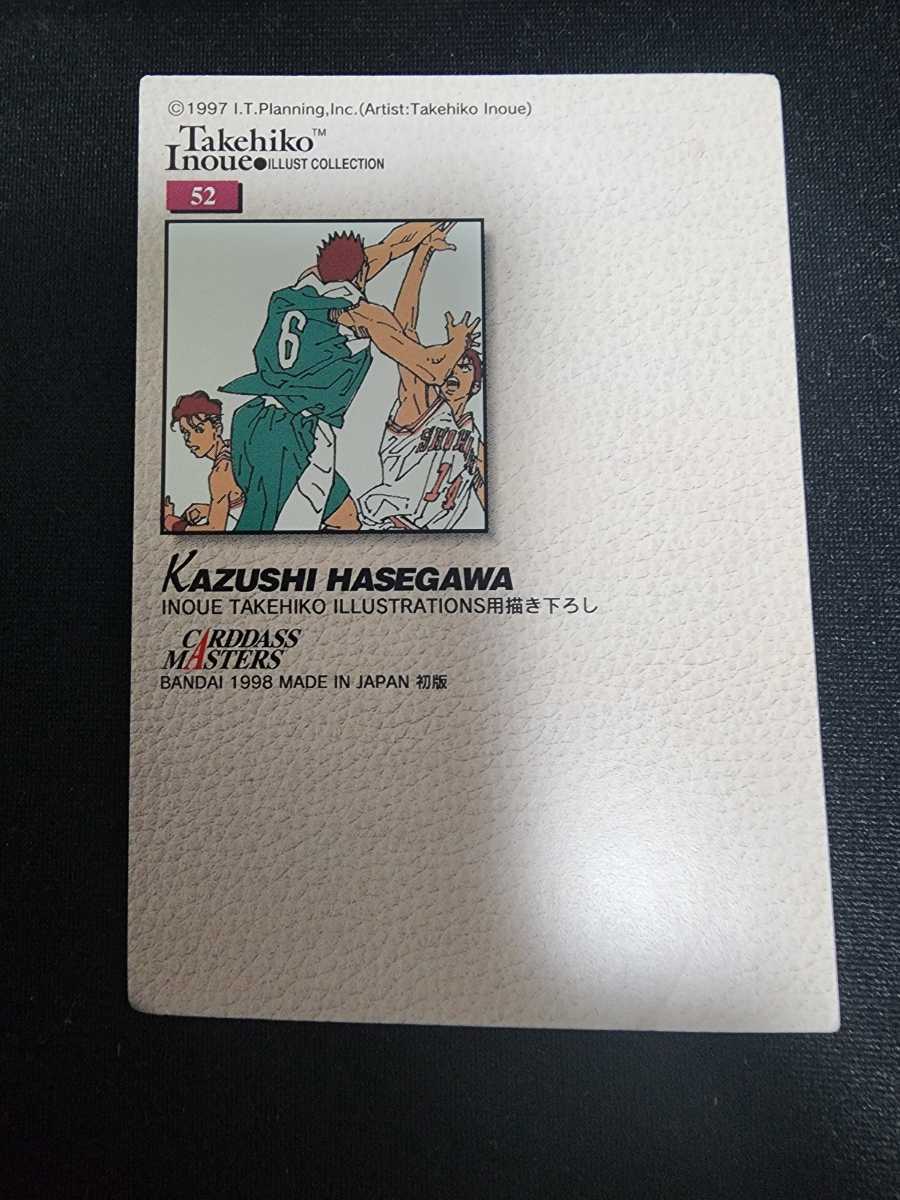 ©1997 I.T.Planning,Inc.(Artist:Takehiko Inoue)
Takehiko™
Inoue●ILLUST COLLECTION
52
6
14
KAZUSHI HASEGAWA
INOUE TAKEHIKO ILLUSTRATIONS用描き下ろし
CARDDASS
MASTERS
BANDAI 1998 MADE IN JAPAN 初版